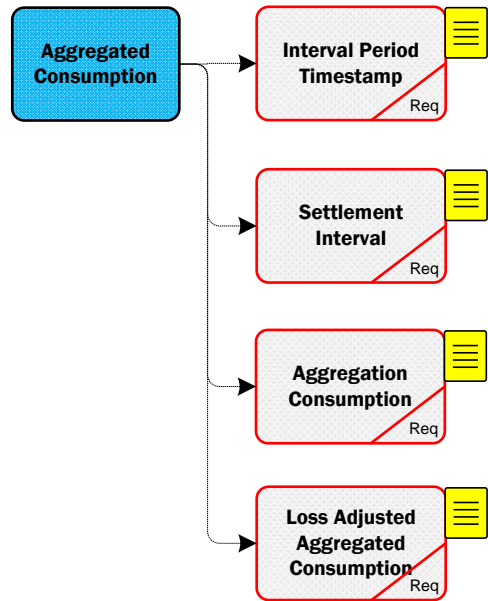 Aggregated
Consumption
Interval Period
Timestamp
Req
Settlement
Interval
Req
Aggregation
Consumption
Req
Loss Adjusted
Aggregated
Consumption
Req